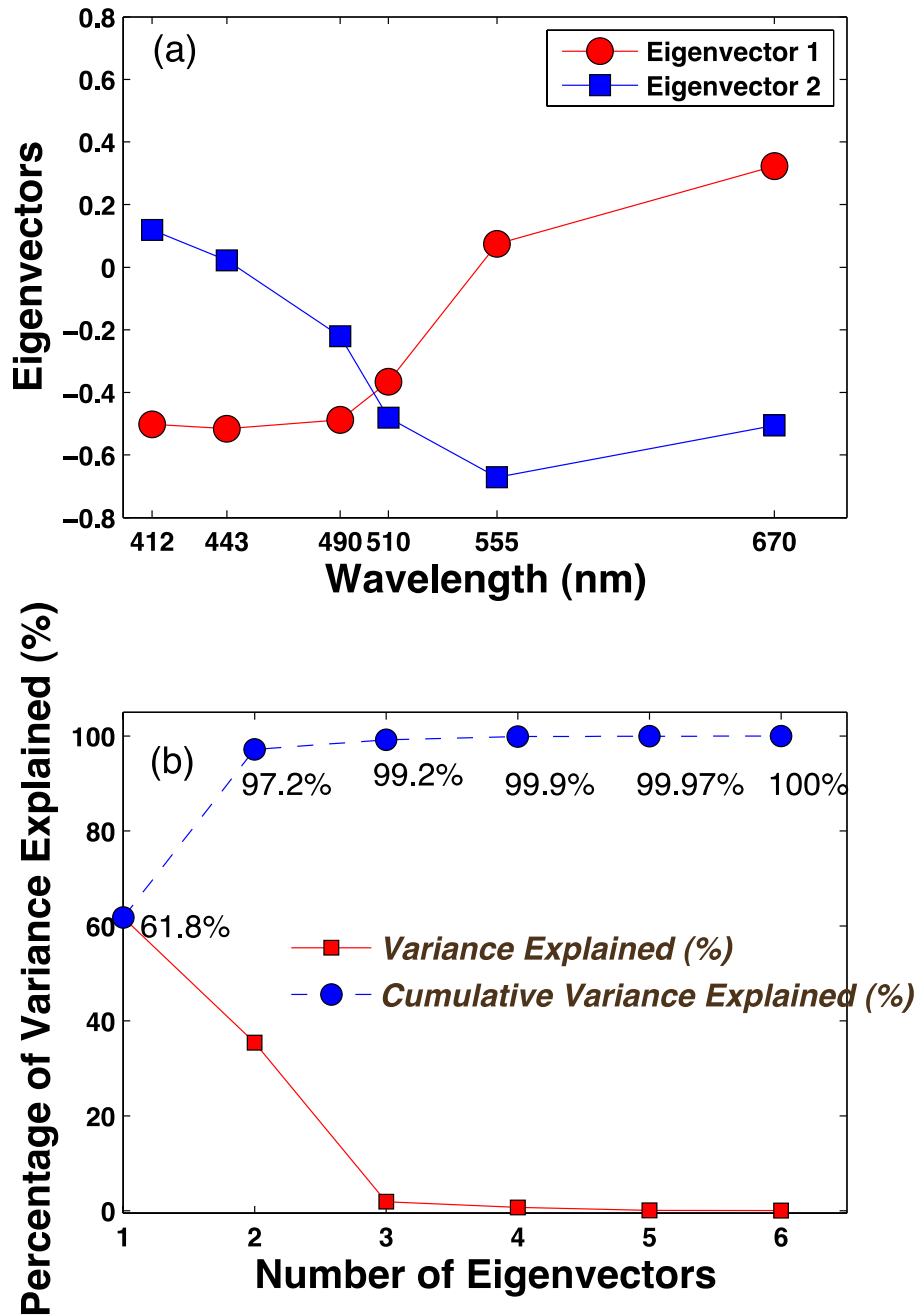 (a)
Eigenvector 1
Eigenvector 2
Eigenvectors
0.8
0.6
0.4
0.2
0
−0.2
−0.4
−0.6
−0.8
412 443 490 510 555 670
Wavelength (nm)
(b)
Percentage of Variance Explained (%)
100
80
60
40
20
0
61.8%
97.2%
99.2%
99.9%
99.97%
100%
Variance Explained (%)
Cumulative Variance Explained (%)
1 2 3 4 5 6
Number of Eigenvectors